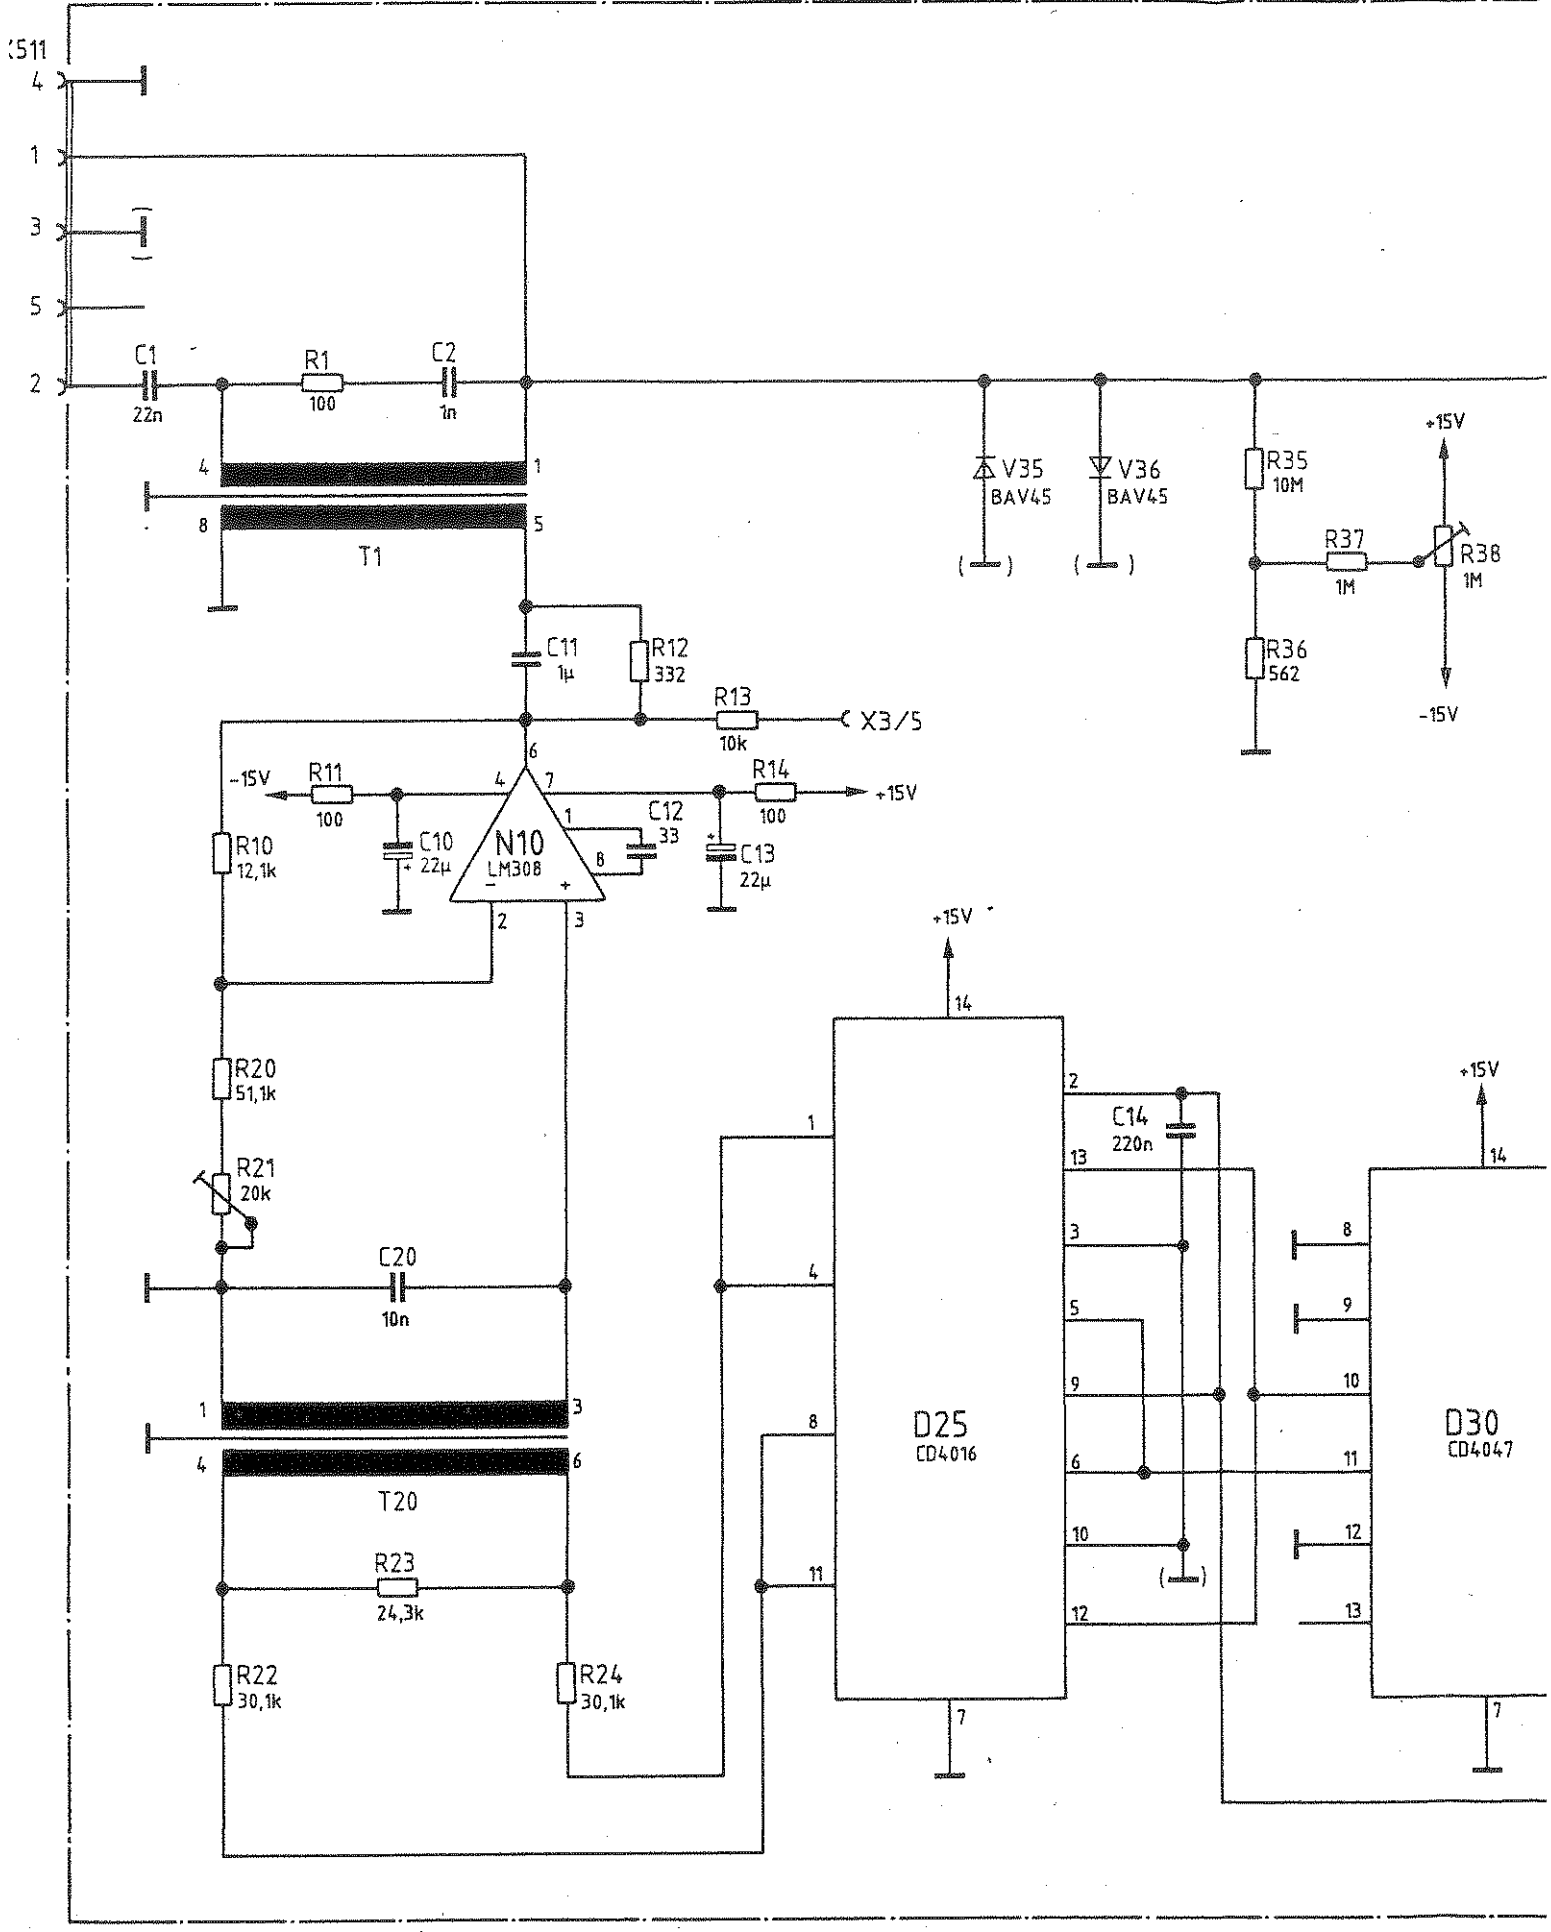 X511
4
1
3
5
2
C1
22n
R1
100
C2
1n
4
1
8
5
T1
V35
BAV45
V36
BAV45
R35
10M
+15V
R37
1M
R38
1M
R36
562
-15V
C11
1µ
R12
332
R13
10k
X3/5
6
-15V
R11
100
4
7
R14
100
+15V
1
C12
33
8
N10
LM308
- +
C10
22µ
+
+
C13
22µ
R10
12,1k
2
3
+15V
14
R20
51,1k
R21
20k
C20
10n
1
3
4
6
T20
R23
24,3k
R22
30,1k
R24
30,1k
1
4
8
11
D25
CD4016
2
13
3
5
9
6
10
12
7
C14
220n
( )
( )
( )
+15V
14
8
9
10
11
12
13
D30
CD4047
7